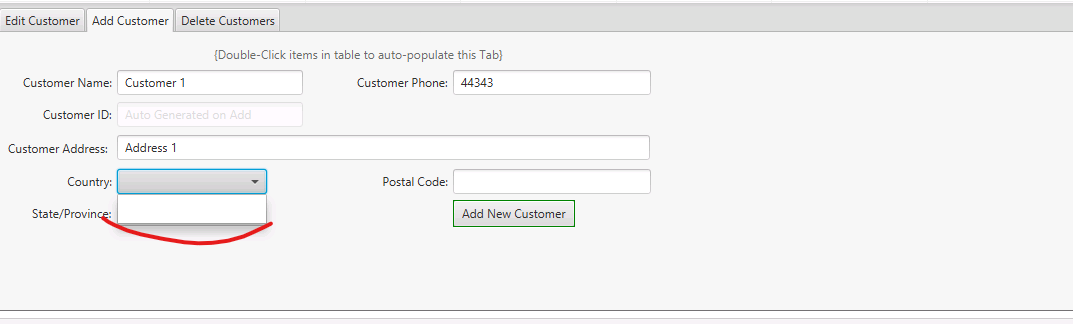 Edit Customer Add Customer Delete Customers
{Double-Click items in table to auto-populate this Tab}
Customer Name: Customer 1 Customer Phone: 44343
Customer ID: Auto Generated on Add
Customer Address: Address 1
Country: Postal Code:
State/Province: Add New Customer